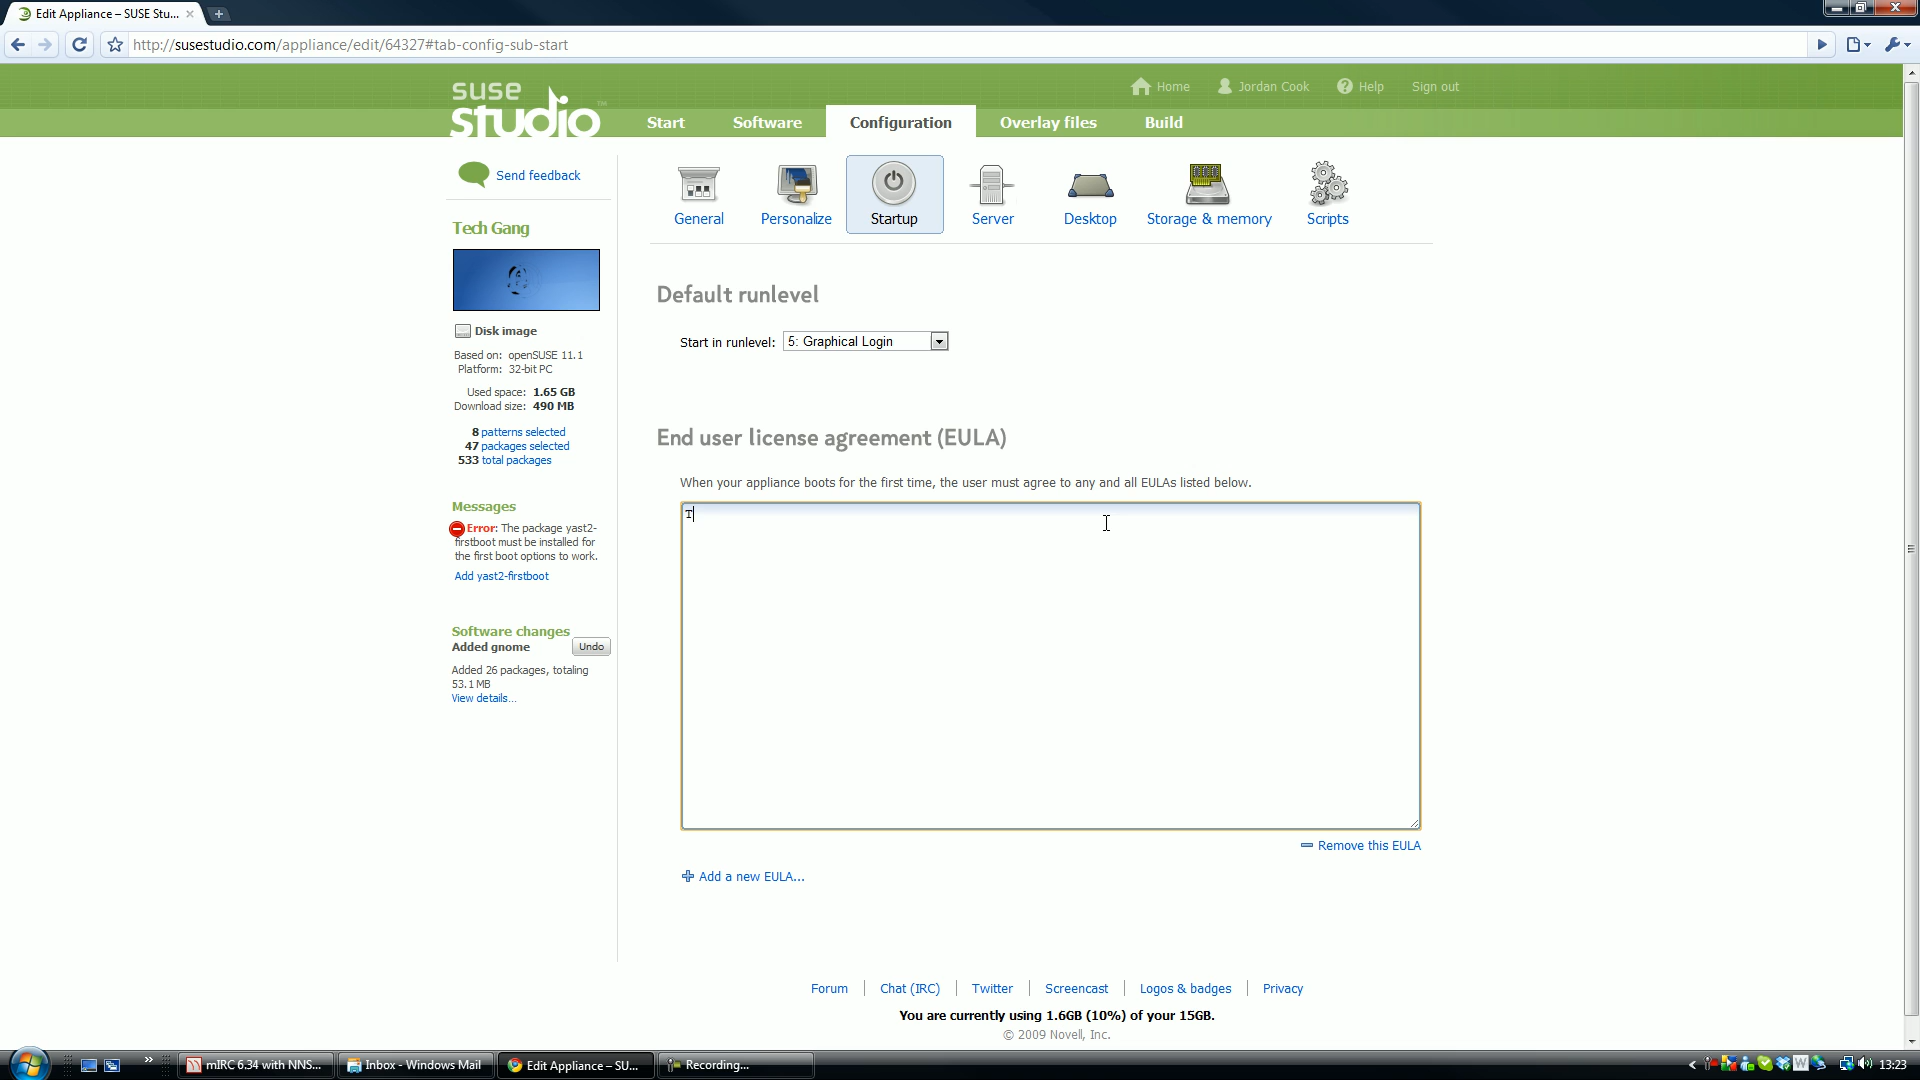 Edit Appliance – SUSE Stu...
http://susestudio.com/appliance/edit/64327#tab-config-sub-start
suse
studio
Home
Jordan Cook
Help
Sign out
Start
Software
Configuration
Overlay files
Build
Send feedback
General
Personalize
Startup
Server
Desktop
Storage & memory
Scripts
Tech Gang
Disk image
Based on: openSUSE 11.1
Platform: 32-bit PC
Used space: 1.65 GB
Download size: 490 MB
8 patterns selected
47 packages selected
533 total packages
Messages
Error: The package yast2-
firstboot must be installed for
the first boot options to work.
Add yast2-firstboot
Software changes
Added gnome
Undo
Added 26 packages, totaling
53.1 MB
View details...
Default runlevel
Start in runlevel: 5: Graphical Login
End user license agreement (EULA)
When your appliance boots for the first time, the user must agree to any and all EULAs listed below.
T
Remove this EULA
Add a new EULA...
Forum
Chat (IRC)
Twitter
Screencast
Logos & badges
Privacy
You are currently using 1.6GB (10%) of your 15GB.
© 2009 Novell, Inc.
mIRC 6.34 with NNS...
Inbox - Windows Mail
Edit Appliance – SU...
Recording...
13:23